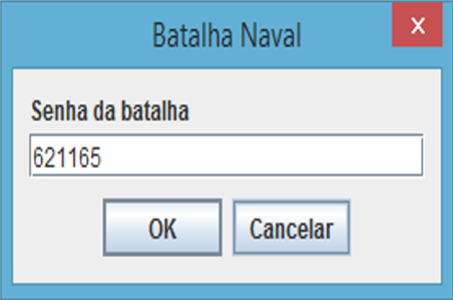 Batalha Naval
x
Senha da batalha
621165
OK Cancelar